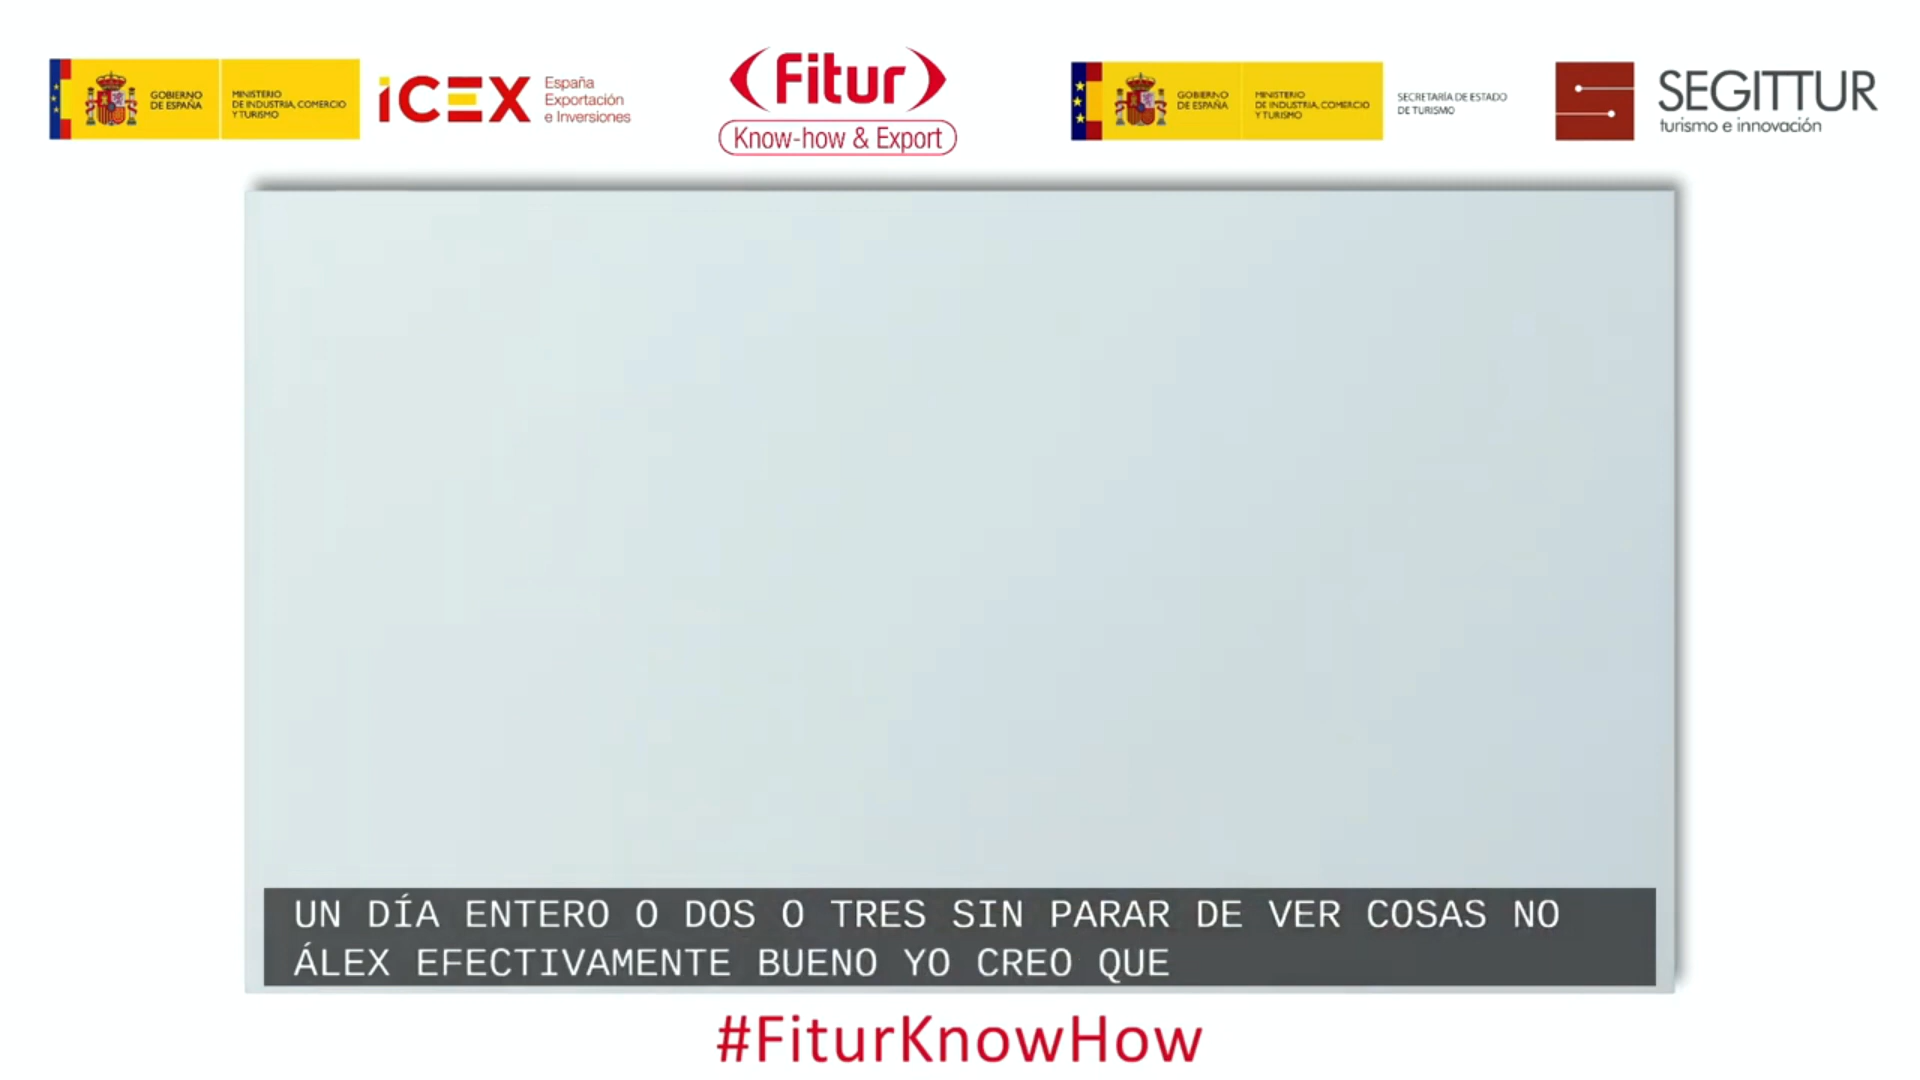 GOBIERNO
DE ESPAÑA
MINISTERIO
DE INDUSTRIA, COMERCIO
Y TURISMO
iCEX
España
Exportación
e Inversiones
Fitur
Know-how & Export
GOBIERNO
DE ESPAÑA
MINISTERIO
DE INDUSTRIA, COMERCIO
Y TURISMO
SECRETARÍA DE ESTADO
DE TURISMO
SEGITTUR
turismo e innovación
UN DÍA ENTERO O DOS O TRES SIN PARAR DE VER COSAS NO
ÁLEX EFECTIVAMENTE BUENO YO CREO QUE
#FiturKnowHow